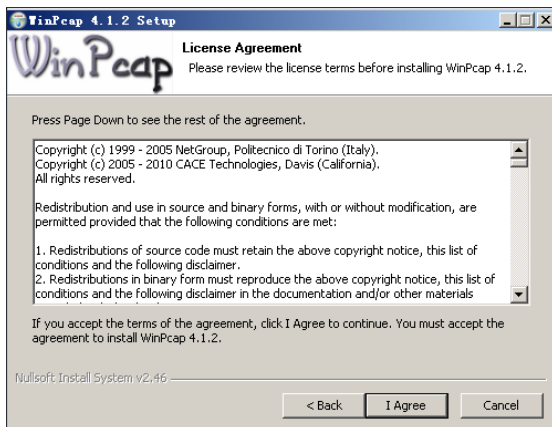 WinPcap 4.1.2 Setup
WinPcap
License Agreement
Please review the license terms before installing WinPcap 4.1.2.
Press Page Down to see the rest of the agreement.
Copyright (c) 1999 - 2005 NetGroup, Politecnico di Torino (Italy).
Copyright (c) 2005 - 2010 CACE Technologies, Davis (California).
All rights reserved.
Redistribution and use in source and binary forms, with or without modification, are
permitted provided that the following conditions are met:
1. Redistributions of source code must retain the above copyright notice, this list of
conditions and the following disclaimer.
2. Redistributions in binary form must reproduce the above copyright notice, this list of
conditions and the following disclaimer in the documentation and/or other materials
If you accept the terms of the agreement, click I Agree to continue. You must accept the
agreement to install WinPcap 4.1.2.
Nullsoft Install System v2.46
< Back
I Agree
Cancel